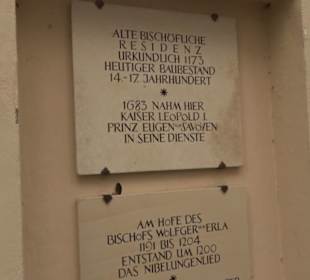 ALTE BISCHÖFLICHE
RESIDENZ
URKUNDLICH 1173
HEUTIGER BAUBESTAND
14.-17. JAHRHUNDERT
*
1683 NAHM HIER
KAISER LEOPOLD I.
PRINZ EUGEN VON SAVOYEN
IN SEINE DIENSTE
AM HOFE DES
BISCHOFS WOLFGER VON ERLA
1191 BIS 1204
ENTSTAND UM 1200
DAS NIBELUNGENLIED